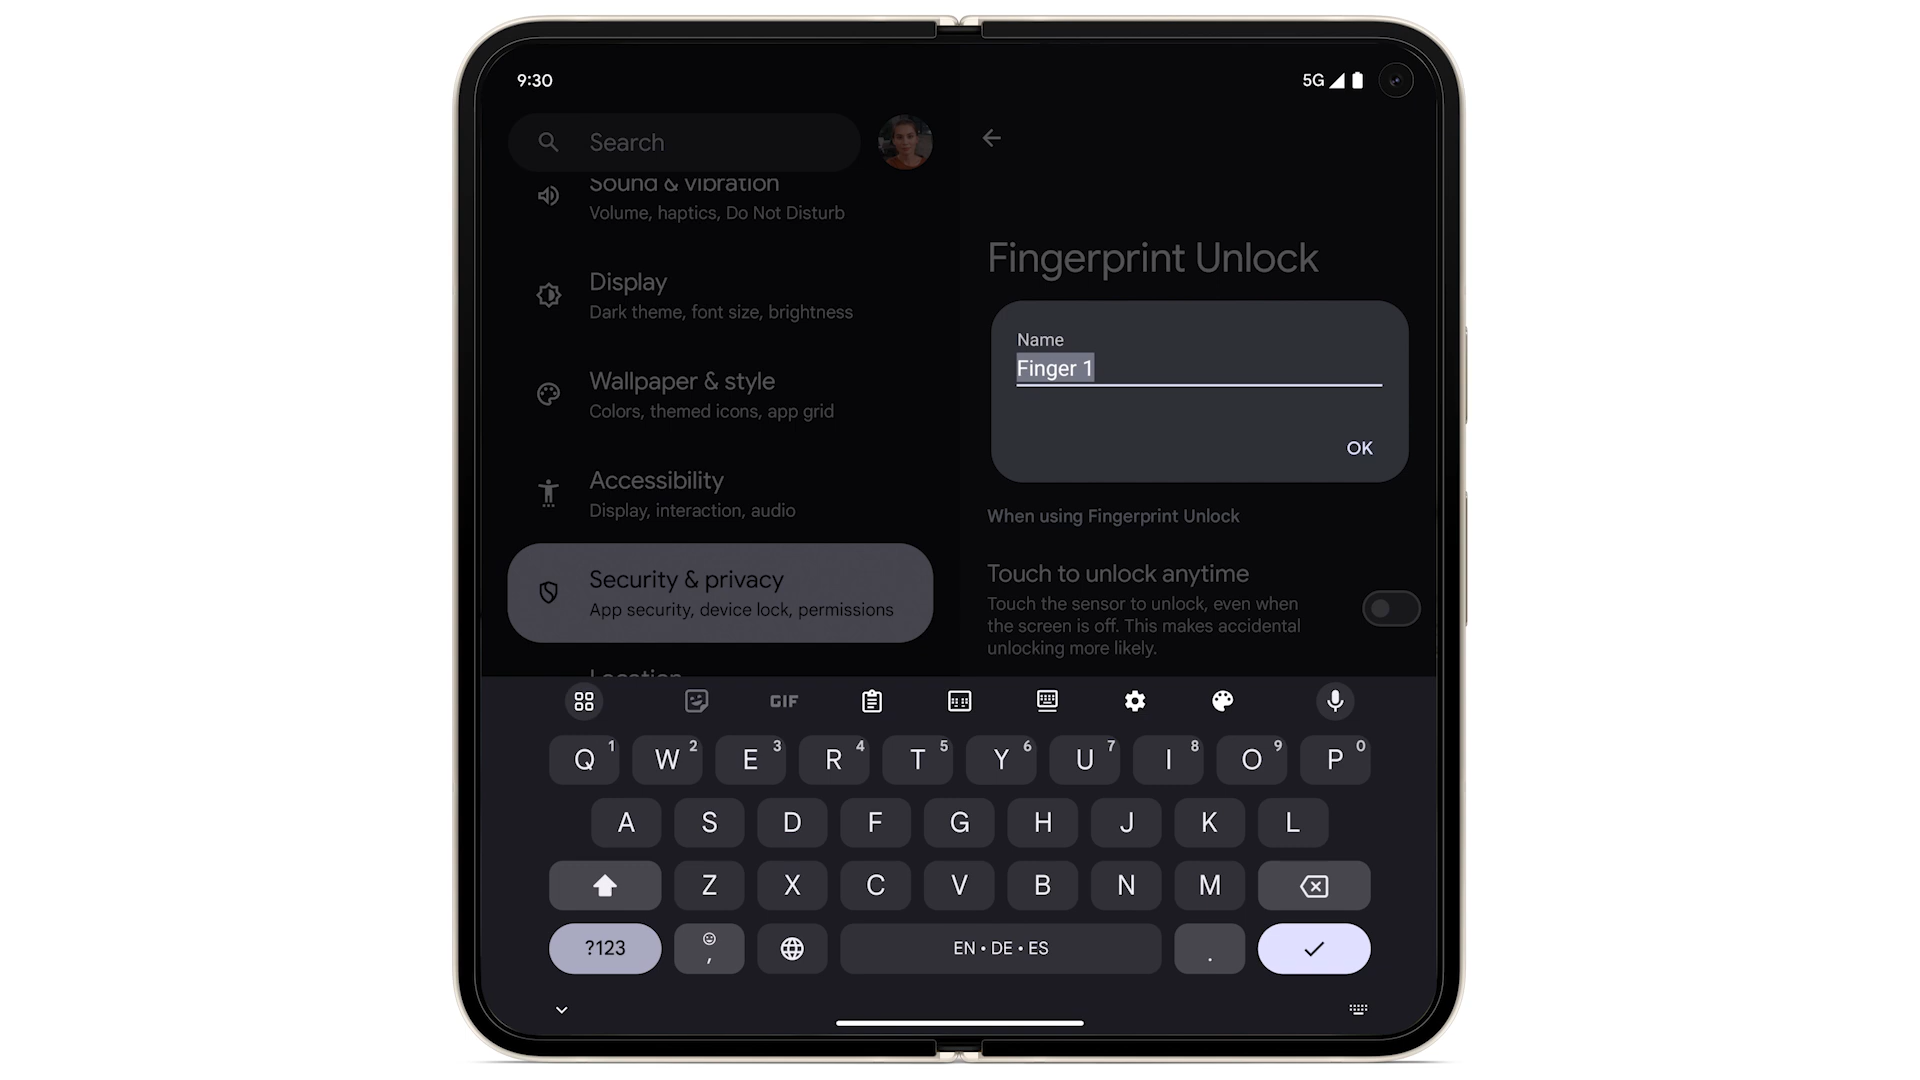 9:30
5G
Search
Sound & vibration
Volume, haptics, Do Not Disturb
Display
Dark theme, font size, brightness
Wallpaper & style
Colors, themed icons, app grid
Accessibility
Display, interaction, audio
Security & privacy
App security, device lock, permissions
Location
Fingerprint Unlock
Name
Finger 1
OK
When using Fingerprint Unlock
Touch to unlock anytime
Touch the sensor to unlock, even when
the screen is off. This makes accidental
unlocking more likely.
GIF
Q 1 W 2 E 3 R 4 T 5 Y 6 U 7 I 8 O 9 P 0
A S D F G H J K L
Z X C V B N M
?123 , EN • DE • ES .